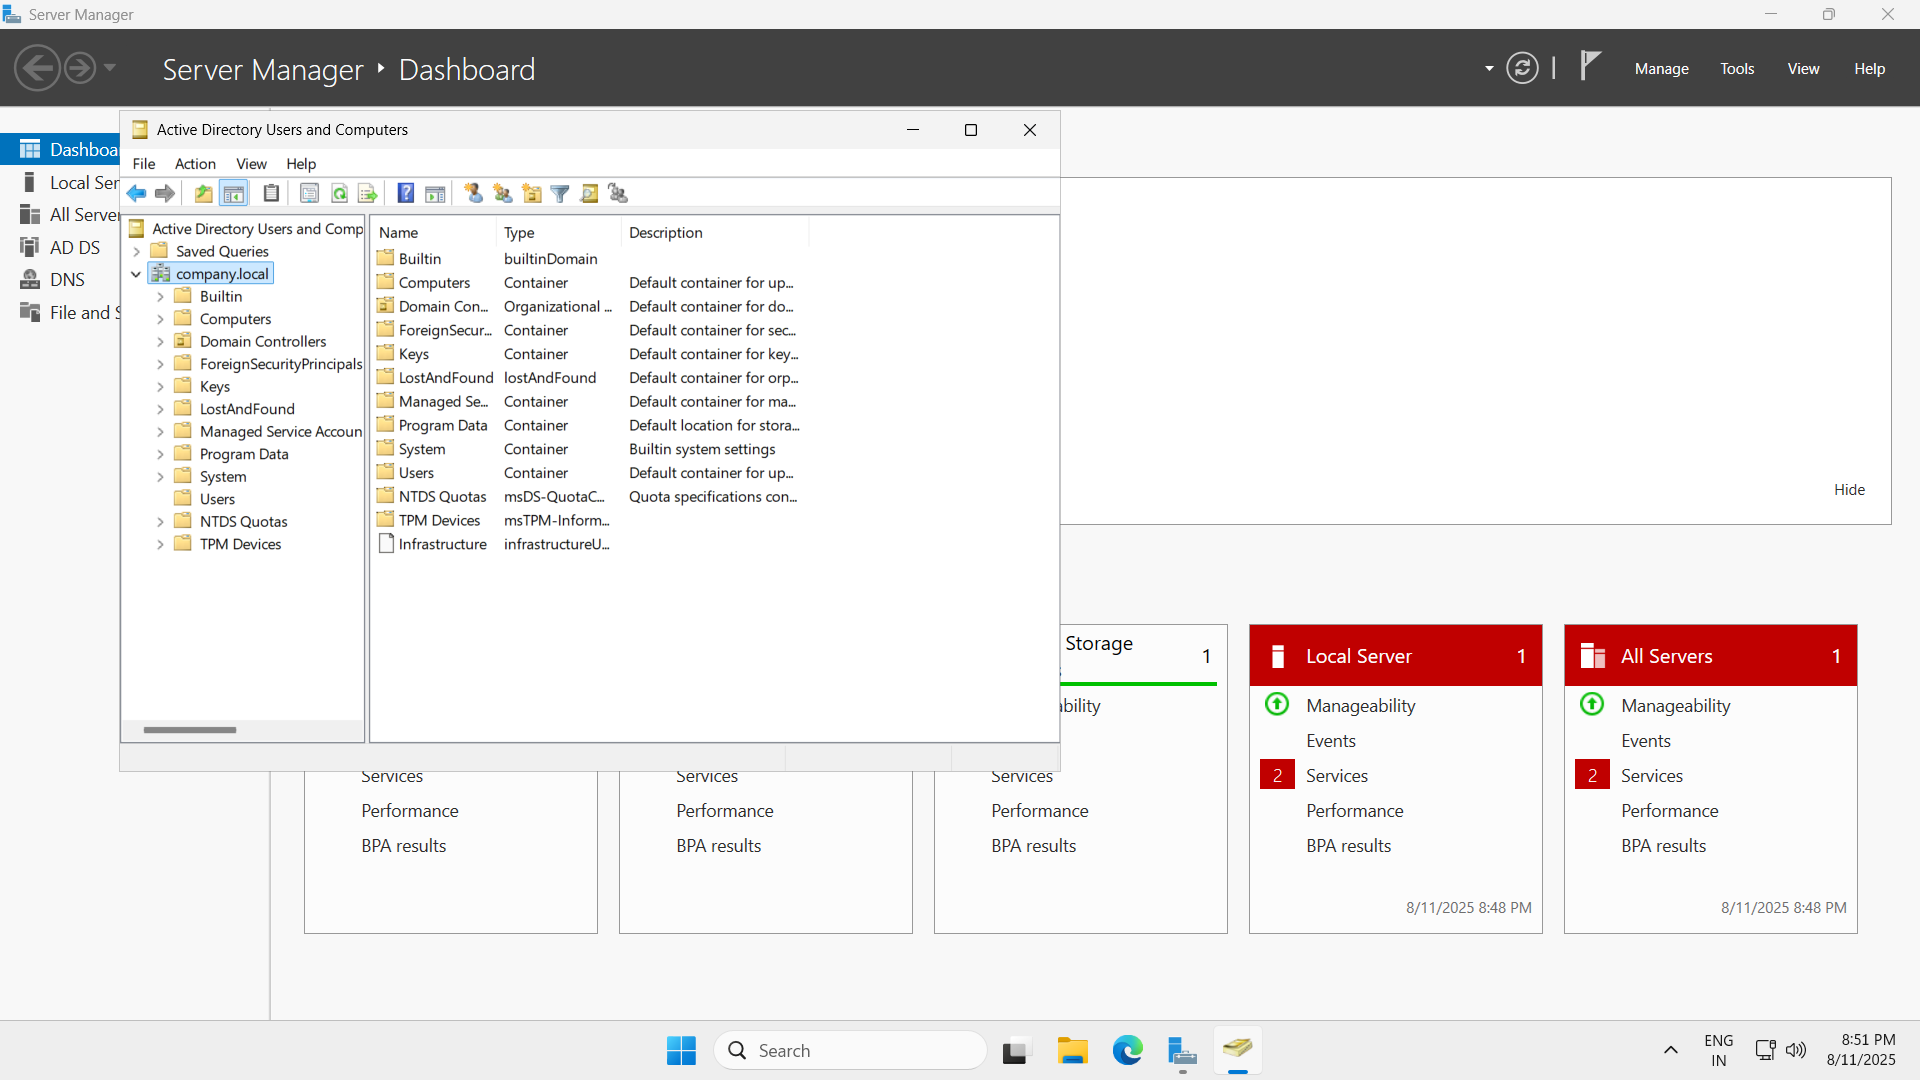 Server Manager
Server Manager ‣ Dashboard
Manage Tools View Help
Dashboa
Local Ser
All Server
AD DS
DNS
File and S
Active Directory Users and Computers
File Action View Help
Active Directory Users and Comp
Saved Queries
company.local
Builtin
Computers
Domain Controllers
ForeignSecurityPrincipals
Keys
LostAndFound
Managed Service Accoun
Program Data
System
Users
NTDS Quotas
TPM Devices
Name Type Description
Builtin builtinDomain
Computers Container Default container for up...
Domain Con... Organizational ... Default container for do...
ForeignSecur... Container Default container for sec...
Keys Container Default container for key...
LostAndFound lostAndFound Default container for orp...
Managed Se... Container Default container for ma...
Program Data Container Default location for stora...
System Container Builtin system settings
Users Container Default container for up...
NTDS Quotas msDS-QuotaC... Quota specifications con...
TPM Devices msTPM-Inform...
Infrastructure infrastructureU...
Hide
Services
Performance
BPA results
Services
Performance
BPA results
Storage 1
bility
Services
Performance
BPA results
Local Server 1
Manageability
Events
2 Services
Performance
BPA results
8/11/2025 8:48 PM
All Servers 1
Manageability
Events
2 Services
Performance
BPA results
8/11/2025 8:48 PM
Search
ENG
IN
8:51 PM
8/11/2025